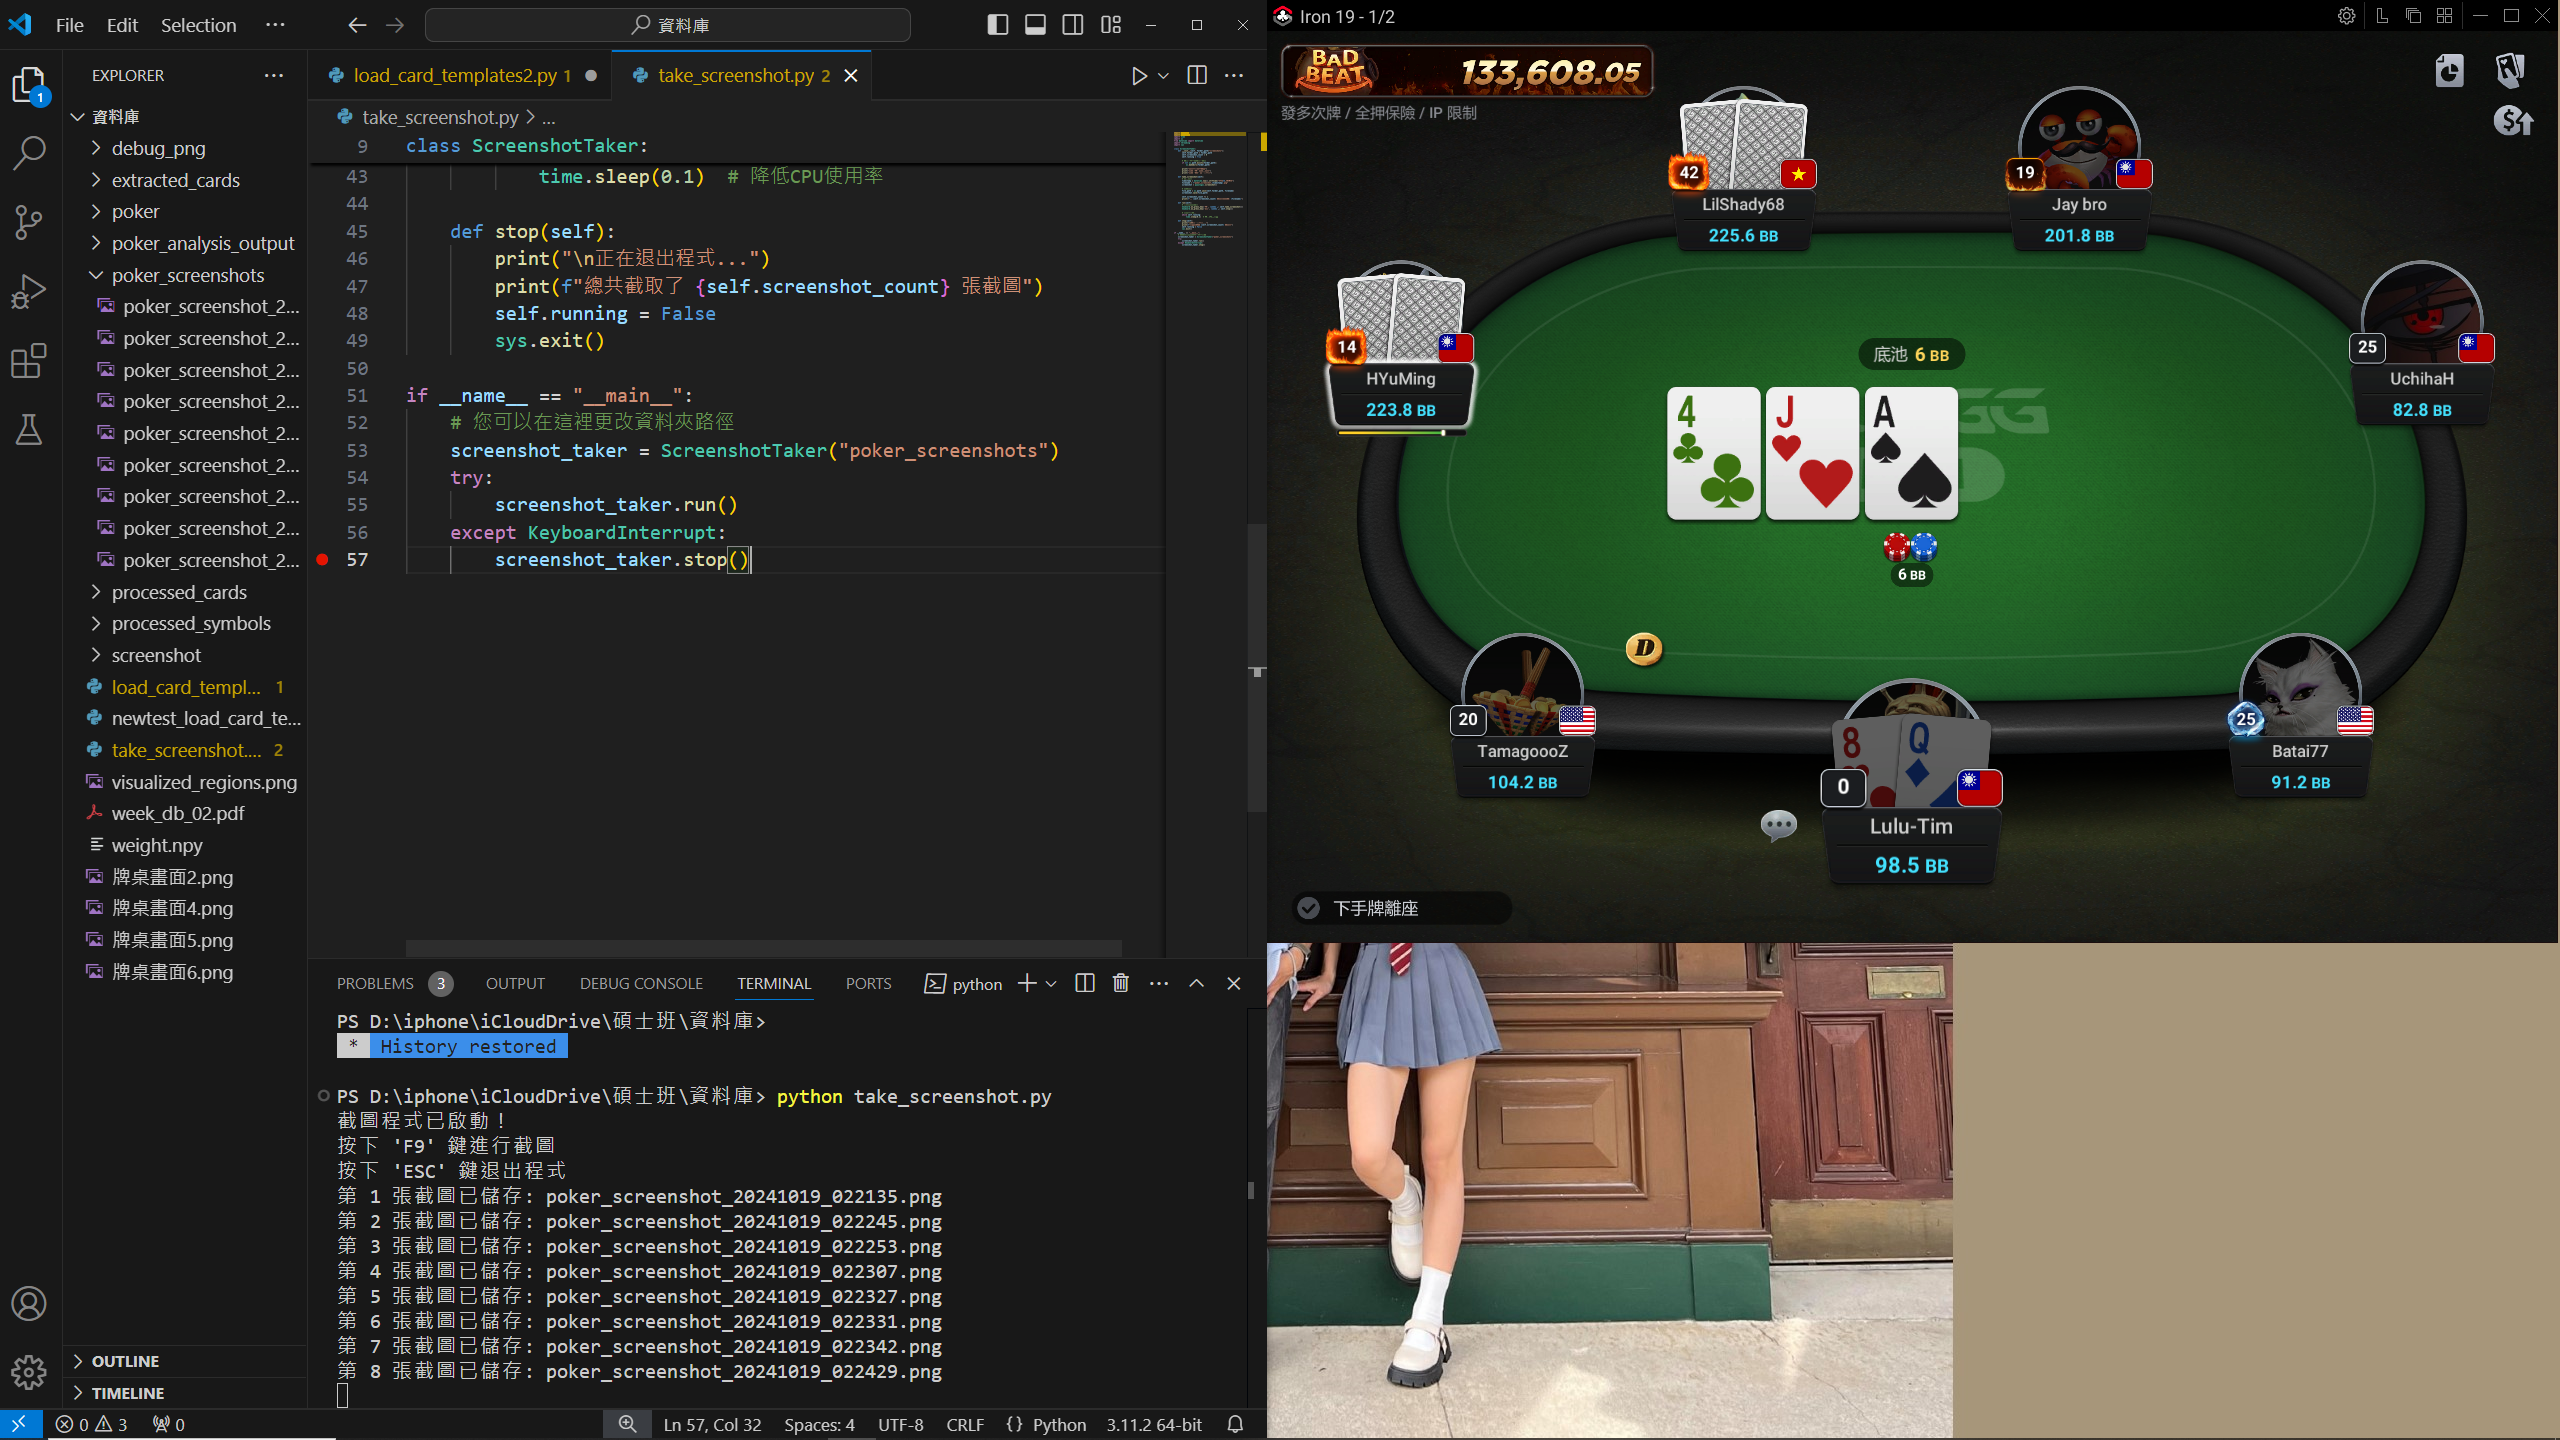 File Edit Selection ···
資料庫
EXPLORER ···
資料庫
debug_png
extracted_cards
poker
poker_analysis_output
poker_screenshots
poker_screenshot_2...
poker_screenshot_2...
poker_screenshot_2...
poker_screenshot_2...
poker_screenshot_2...
poker_screenshot_2...
poker_screenshot_2...
poker_screenshot_2...
poker_screenshot_2...
processed_cards
processed_symbols
screenshot
load_card_templ... 1
newtest_load_card_te...
take_screenshot.... 2
visualized_regions.png
week_db_02.pdf
weight.npy
牌桌畫面2.png
牌桌畫面4.png
牌桌畫面5.png
牌桌畫面6.png
OUTLINE
TIMELINE
1
load_card_templates2.py 1
take_screenshot.py 2
take_screenshot.py > ...
9 class ScreenshotTaker:
43 time.sleep(0.1) # 降低CPU使用率
44
45 def stop(self):
46 print("\n正在退出程式...")
47 print(f"總共截取了 {self.screenshot_count} 張截圖")
48 self.running = False
49 sys.exit()
50
51 if __name__ == "__main__":
52 # 您可以在這裡更改資料夾路徑
53 screenshot_taker = ScreenshotTaker("poker_screenshots")
54 try:
55 screenshot_taker.run()
56 except KeyboardInterrupt:
57 screenshot_taker.stop()
PROBLEMS 3 OUTPUT DEBUG CONSOLE TERMINAL PORTS python
PS D:\iphone\iCloudDrive\碩士班\資料庫>
* History restored
PS D:\iphone\iCloudDrive\碩士班\資料庫> python take_screenshot.py
截圖程式已啟動！
按下 'F9' 鍵進行截圖
按下 'ESC' 鍵退出程式
第 1 張截圖已儲存: poker_screenshot_20241019_022135.png
第 2 張截圖已儲存: poker_screenshot_20241019_022245.png
第 3 張截圖已儲存: poker_screenshot_20241019_022253.png
第 4 張截圖已儲存: poker_screenshot_20241019_022307.png
第 5 張截圖已儲存: poker_screenshot_20241019_022327.png
第 6 張截圖已儲存: poker_screenshot_20241019_022331.png
第 7 張截圖已儲存: poker_screenshot_20241019_022342.png
第 8 張截圖已儲存: poker_screenshot_20241019_022429.png
0 3 0 Ln 57, Col 32 Spaces: 4 UTF-8 CRLF {} Python 3.11.2 64-bit
Iron 19 - 1/2
BAD BEAT 133,608.05
發多次牌 / 全押保險 / IP 限制
42
LilShady68
225.6 BB
19
Jay bro
201.8 BB
14
HYuMing
223.8 BB
25
UchihaH
82.8 BB
底池 6 BB
4 J A
GG
6 BB
D
20
TamagoooZ
104.2 BB
8 Q
0
Lulu-Tim
98.5 BB
25
Batai77
91.2 BB
下手牌離座